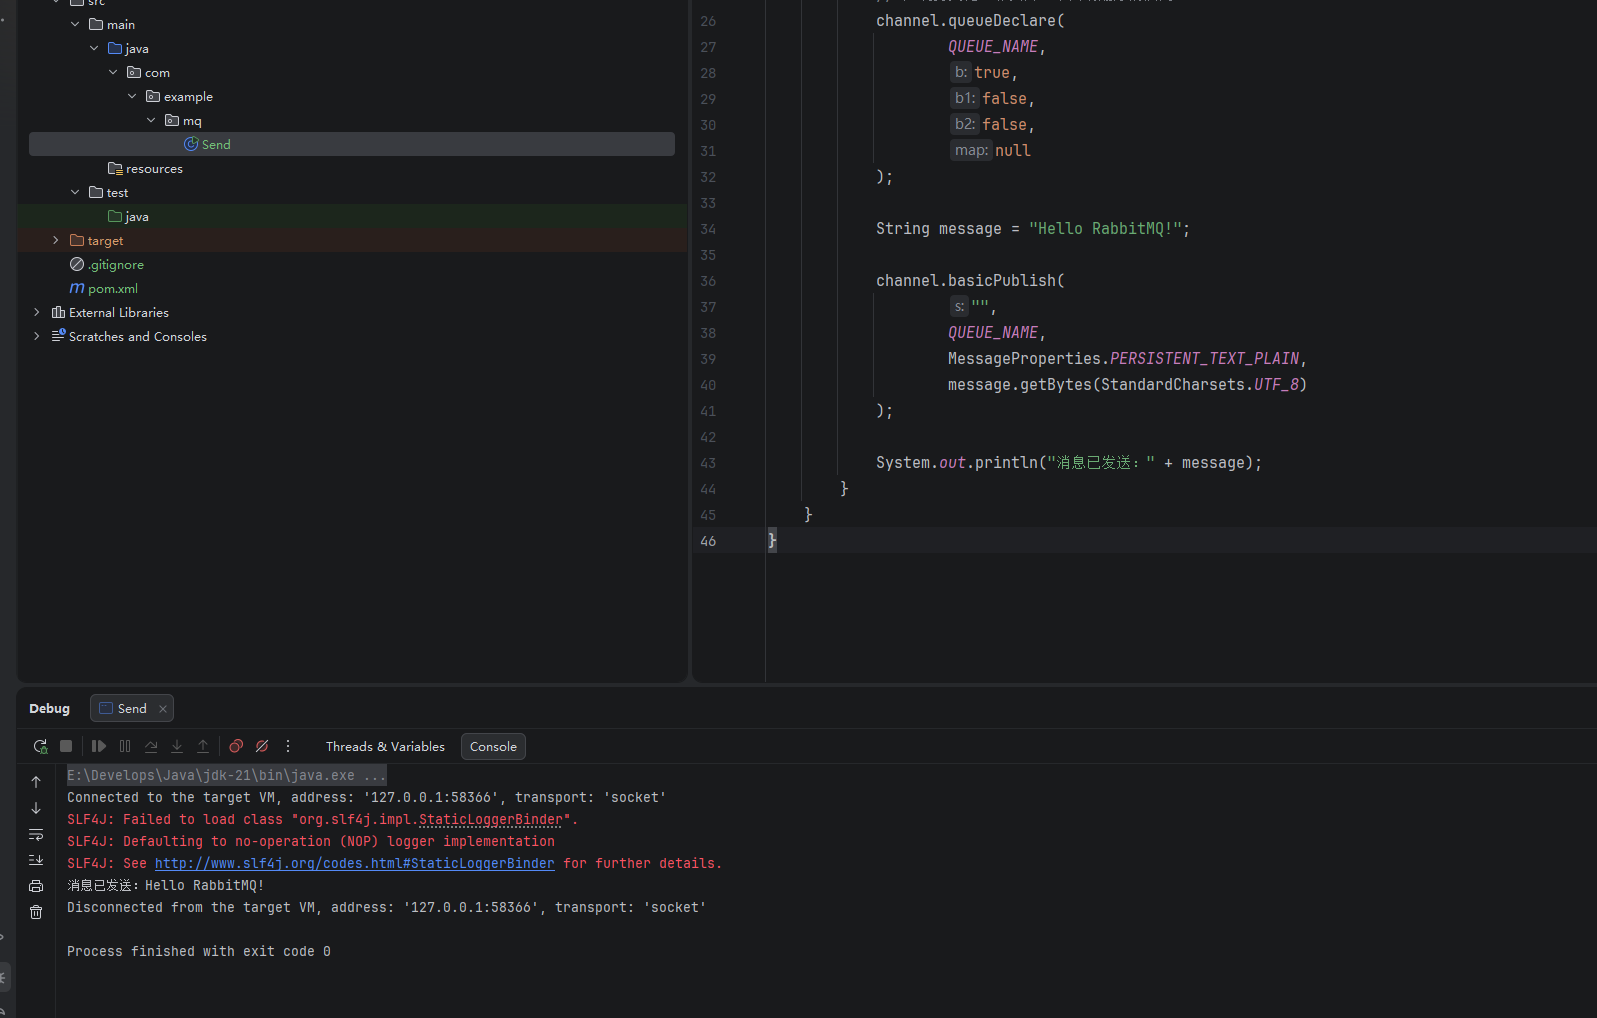 src
main
java
com
example
mq
Send
resources
test
java
target
.gitignore
pom.xml
External Libraries
Scratches and Consoles
26 channel.queueDeclare(
27 QUEUE_NAME,
28 b: true,
29 b1: false,
30 b2: false,
31 map: null
32 );
33
34 String message = "Hello RabbitMQ!";
35
36 channel.basicPublish(
37 s: "",
38 QUEUE_NAME,
39 MessageProperties.PERSISTENT_TEXT_PLAIN,
40 message.getBytes(StandardCharsets.UTF_8)
41 );
42
43 System.out.println("消息已发送：" + message);
44 }
45 }
46 }
Debug Send
Threads & Variables Console
E:\Develops\Java\jdk-21\bin\java.exe ...
Connected to the target VM, address: '127.0.0.1:58366', transport: 'socket'
SLF4J: Failed to load class "org.slf4j.impl.StaticLoggerBinder".
SLF4J: Defaulting to no-operation (NOP) logger implementation
SLF4J: See http://www.slf4j.org/codes.html#StaticLoggerBinder for further details.
消息已发送：Hello RabbitMQ!
Disconnected from the target VM, address: '127.0.0.1:58366', transport: 'socket'
Process finished with exit code 0